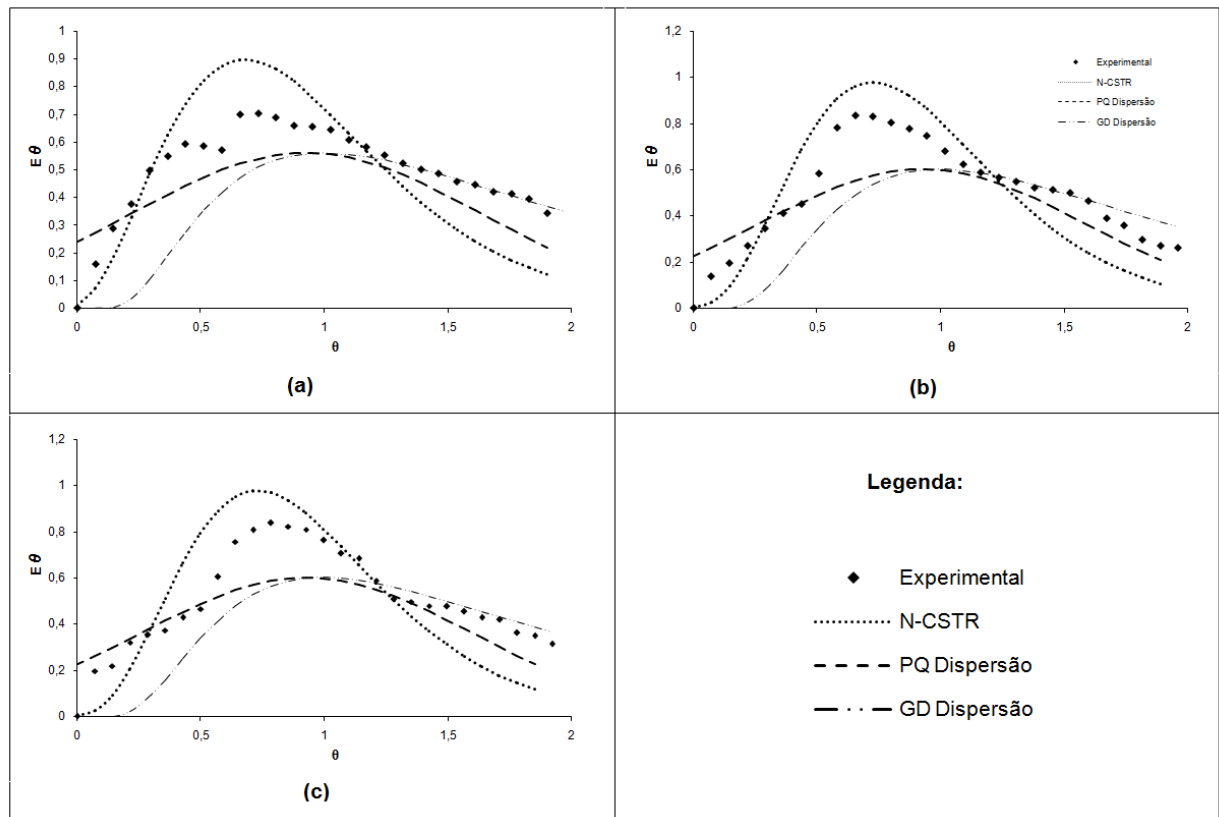 1
0,9
0,8
0,7
0,6
0,5
0,4
0,3
0,2
0,1
0
E θ
0
0,5
1
1,5
2
θ
(a)
1,2
1
0,8
0,6
0,4
0,2
0
E θ
0
0,5
1
1,5
2
θ
Experimental
N-CSTR
PQ Dispersão
GD Dispersão
(b)
1,2
1
0,8
0,6
0,4
0,2
0
E θ
0
0,5
1
1,5
2
θ
(c)
Legenda:
Experimental
N-CSTR
PQ Dispersão
GD Dispersão